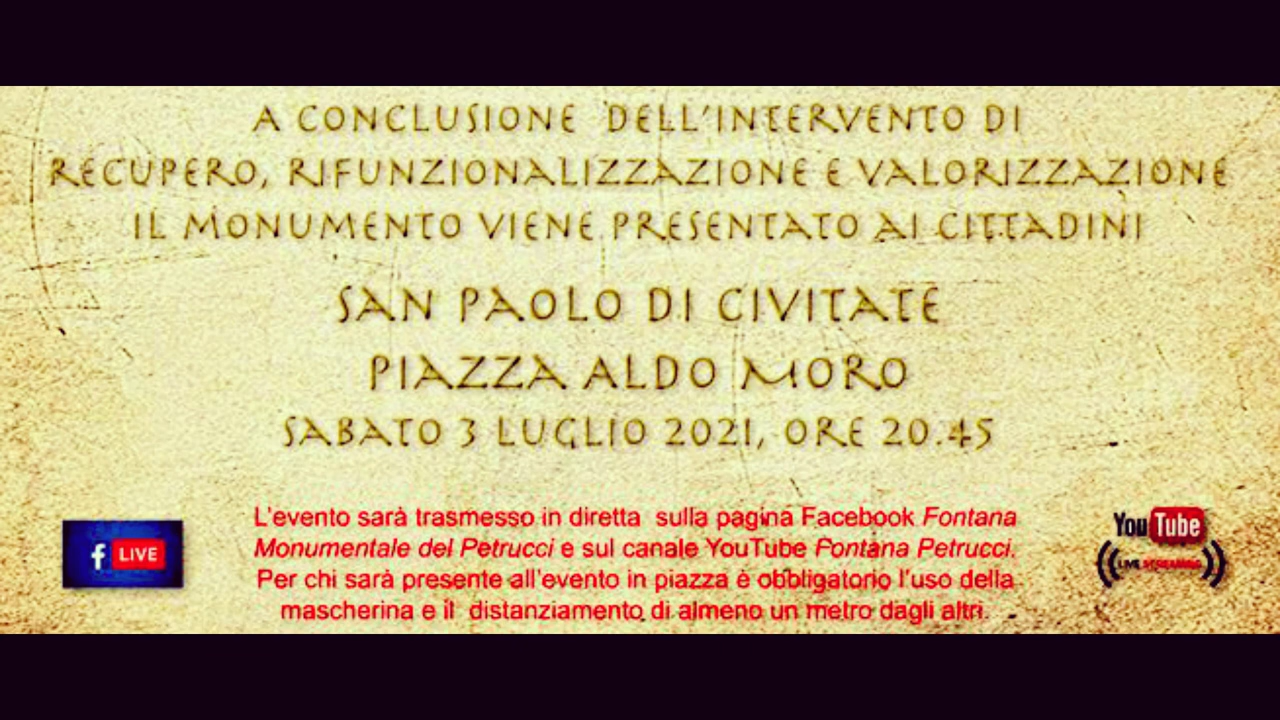 A CONCLUSIONE DELL'INTERVENTO DI
RECUPERO, RIFUNZIONALIZZAZIONE E VALORIZZAZIONE
IL MONUMENTO VIENE PRESENTATO AI CITTADINI
SAN PAOLO DI CIVITATE
PIAZZA ALDO MORO
SABATO 3 LUGLIO 2021, ORE 20.45
L'evento sarà trasmesso in diretta sulla pagina Facebook Fontana
Monumentale del Petrucci e sul canale YouTube Fontana Petrucci.
Per chi sarà presente all'evento in piazza è obbligatorio l'uso della
mascherina e il distanziamento di almeno un metro dagli altri.
f LIVE
YouTube
LIVE STREAMING